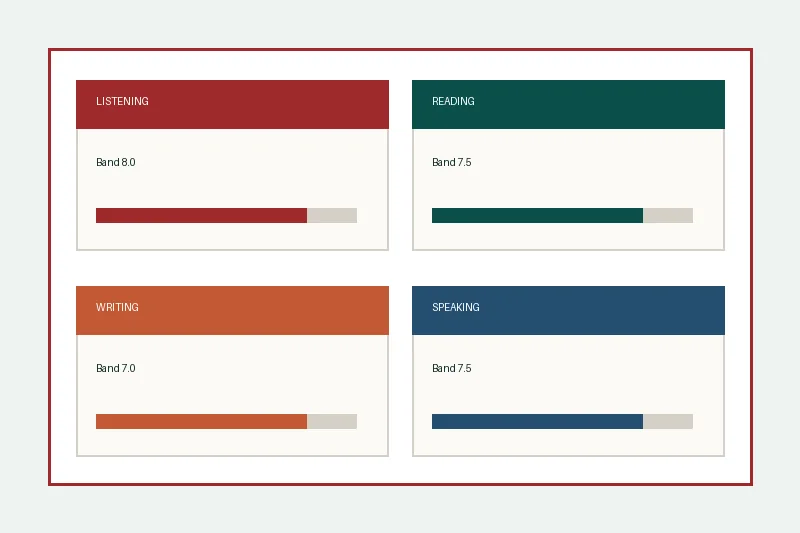 LISTENING
Band 8.0
READING
Band 7.5
WRITING
Band 7.0
SPEAKING
Band 7.5